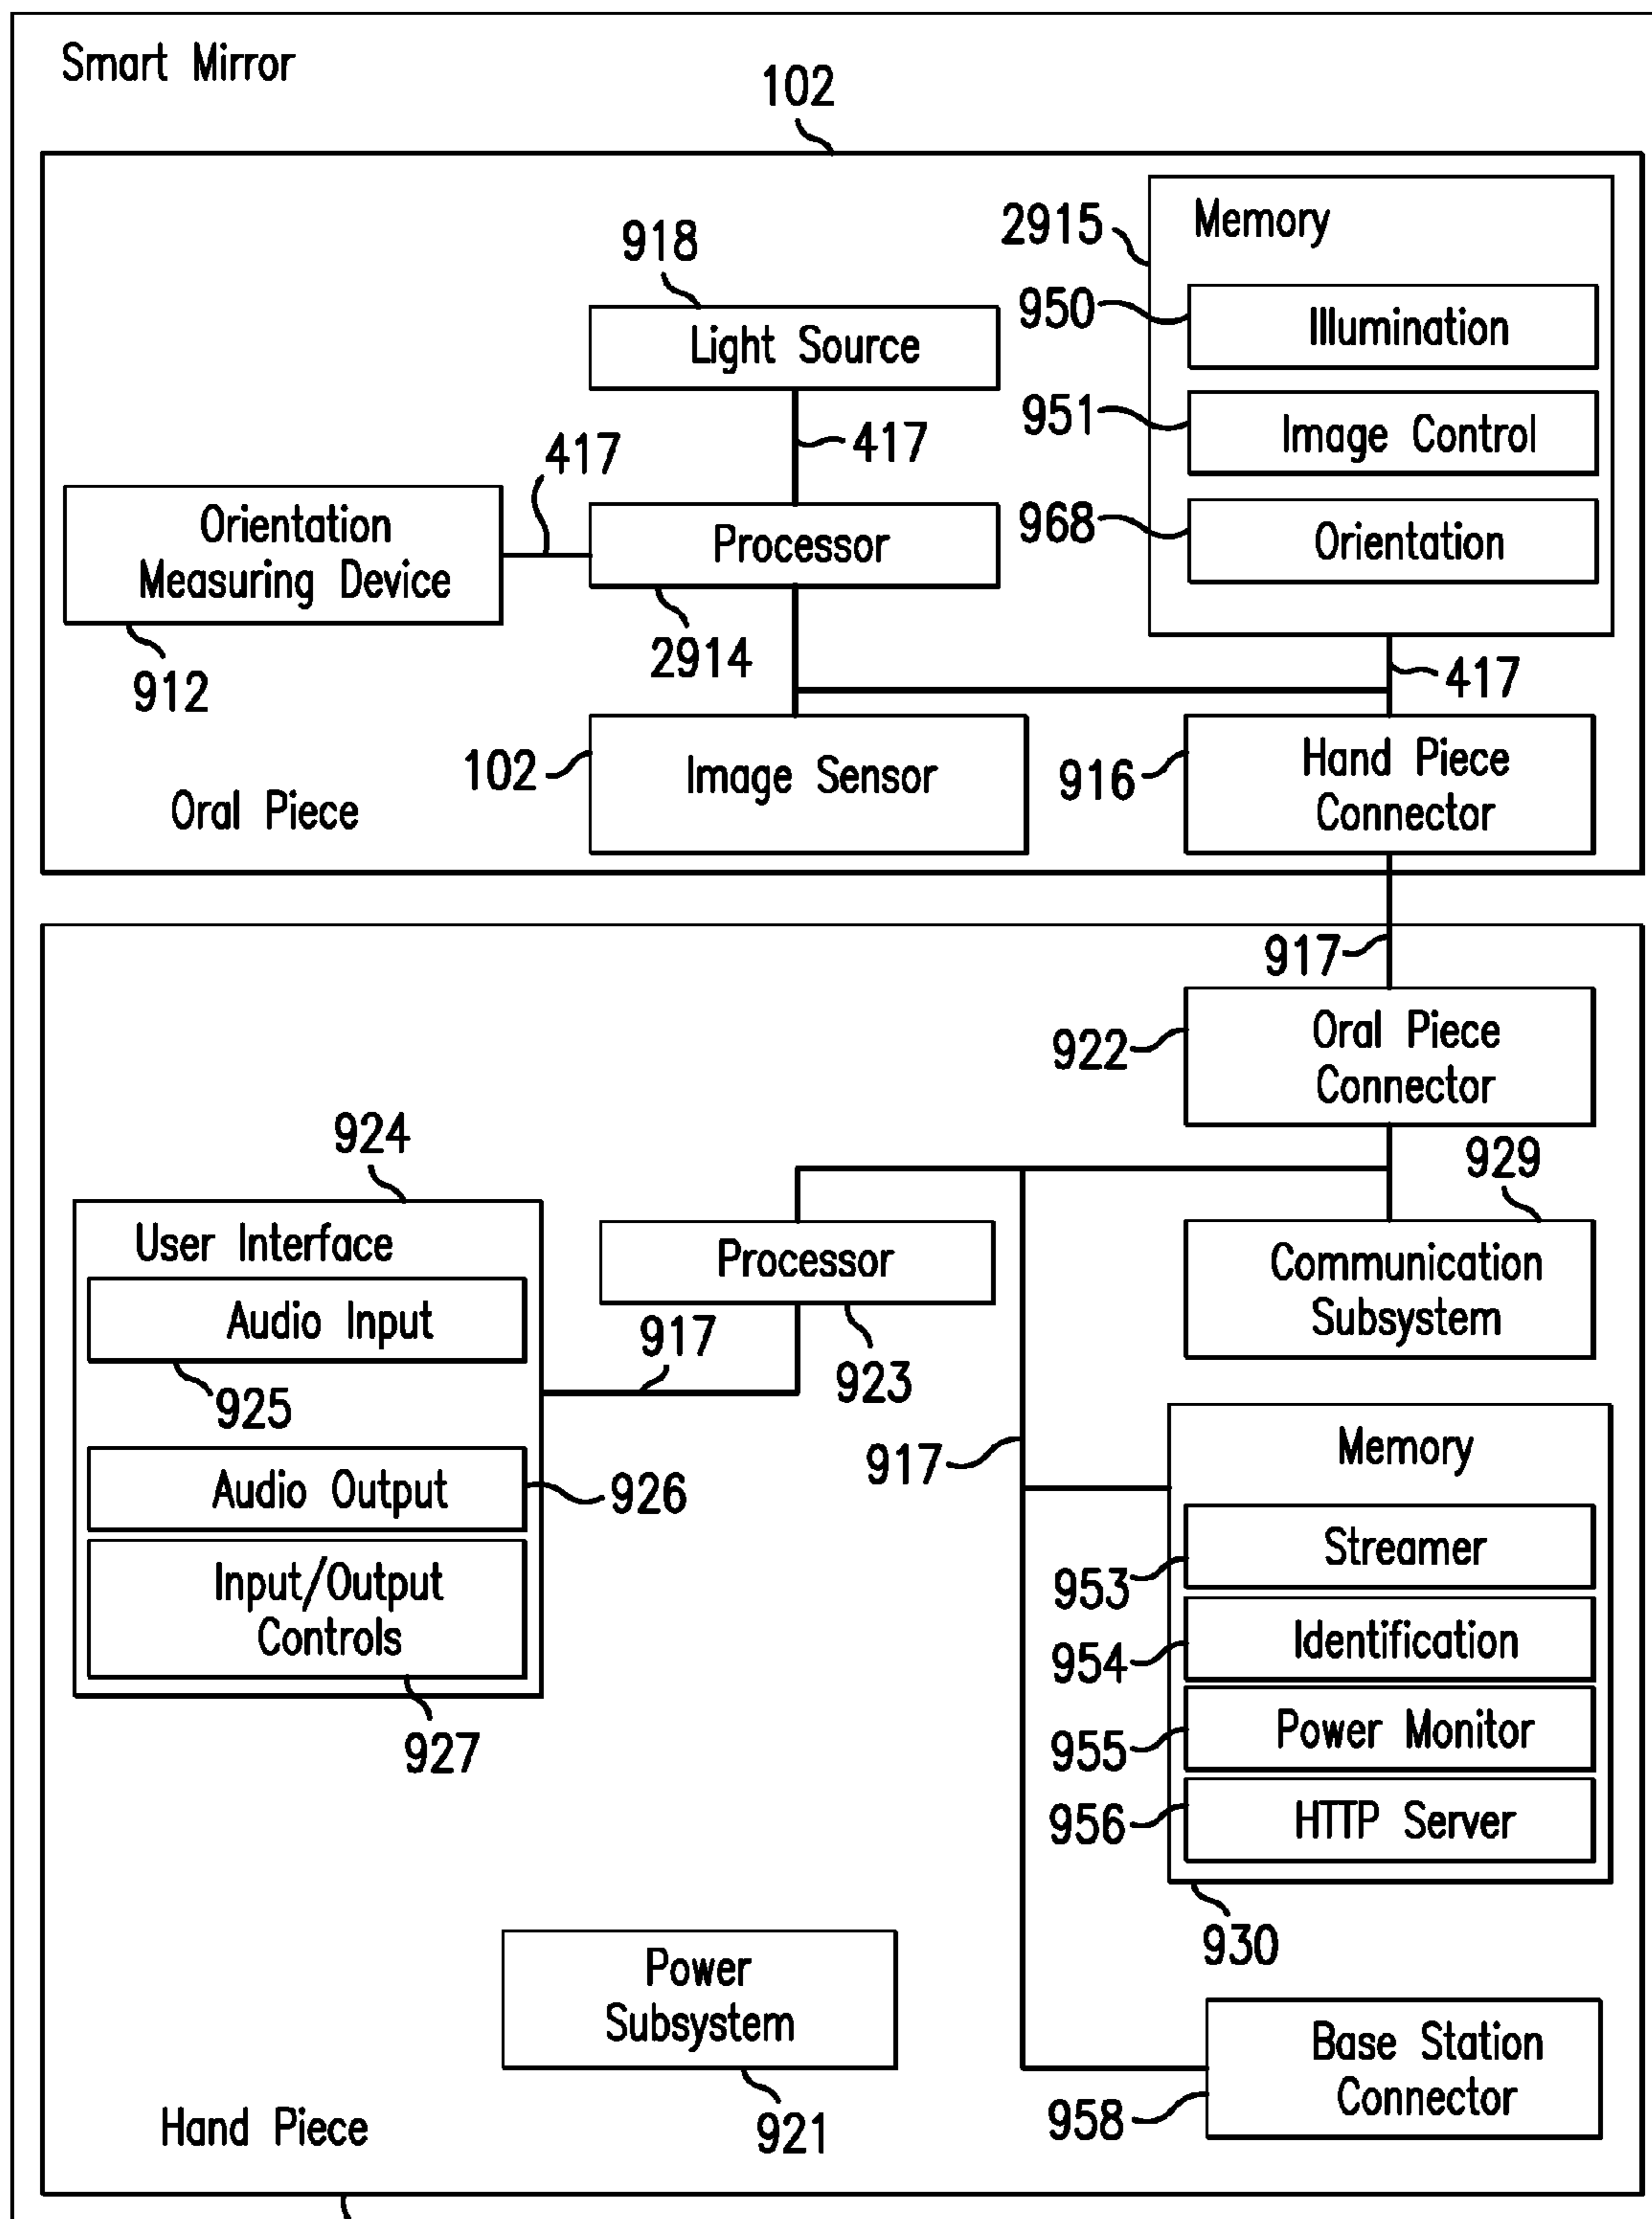 Smart Mirror
102
2915
Memory
918
950
Illumination
Light Source
951
Image Control
417
417
968
Orientation
Orientation
Measuring Device
Processor
2914
912
417
102
Image Sensor
916
Hand Piece
Connector
Oral Piece
917
922
Oral Piece
Connector
924
929
User Interface
Processor
Communication
Subsystem
Audio Input
917
923
925
917
Memory
Audio Output
926
Streamer
953
Input/Output
Controls
Identification
954
927
Power Monitor
955
HTTP Server
956
930
Power
Subsystem
921
Base Station
Connector
958
Hand Piece